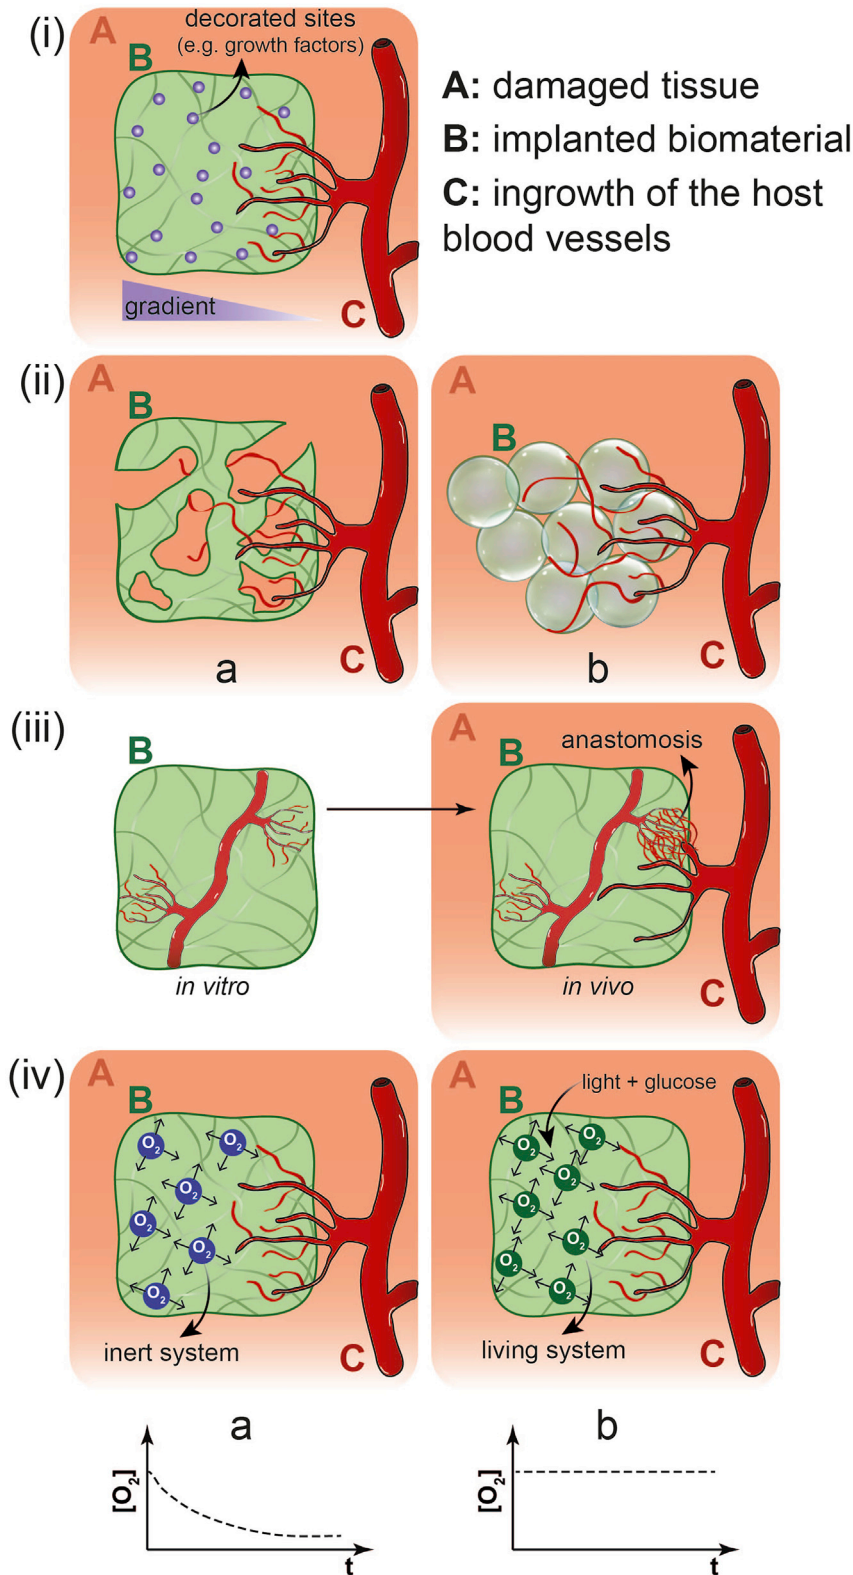 (i)
A
decorated sites
(e.g. growth factors)
B
gradient
C
A: damaged tissue
B: implanted biomaterial
C: ingrowth of the host
blood vessels
(ii)
A
B
C
a
A
B
C
b
(iii)
B
in vitro
A
B
anastomosis
in vivo
C
(iv)
A
B
O2
O2
O2
O2
O2
O2
inert system
C
a
A
B
light + glucose
O2
O2
O2
O2
O2
O2
O2
living system
C
b
[O2]
t
[O2]
t